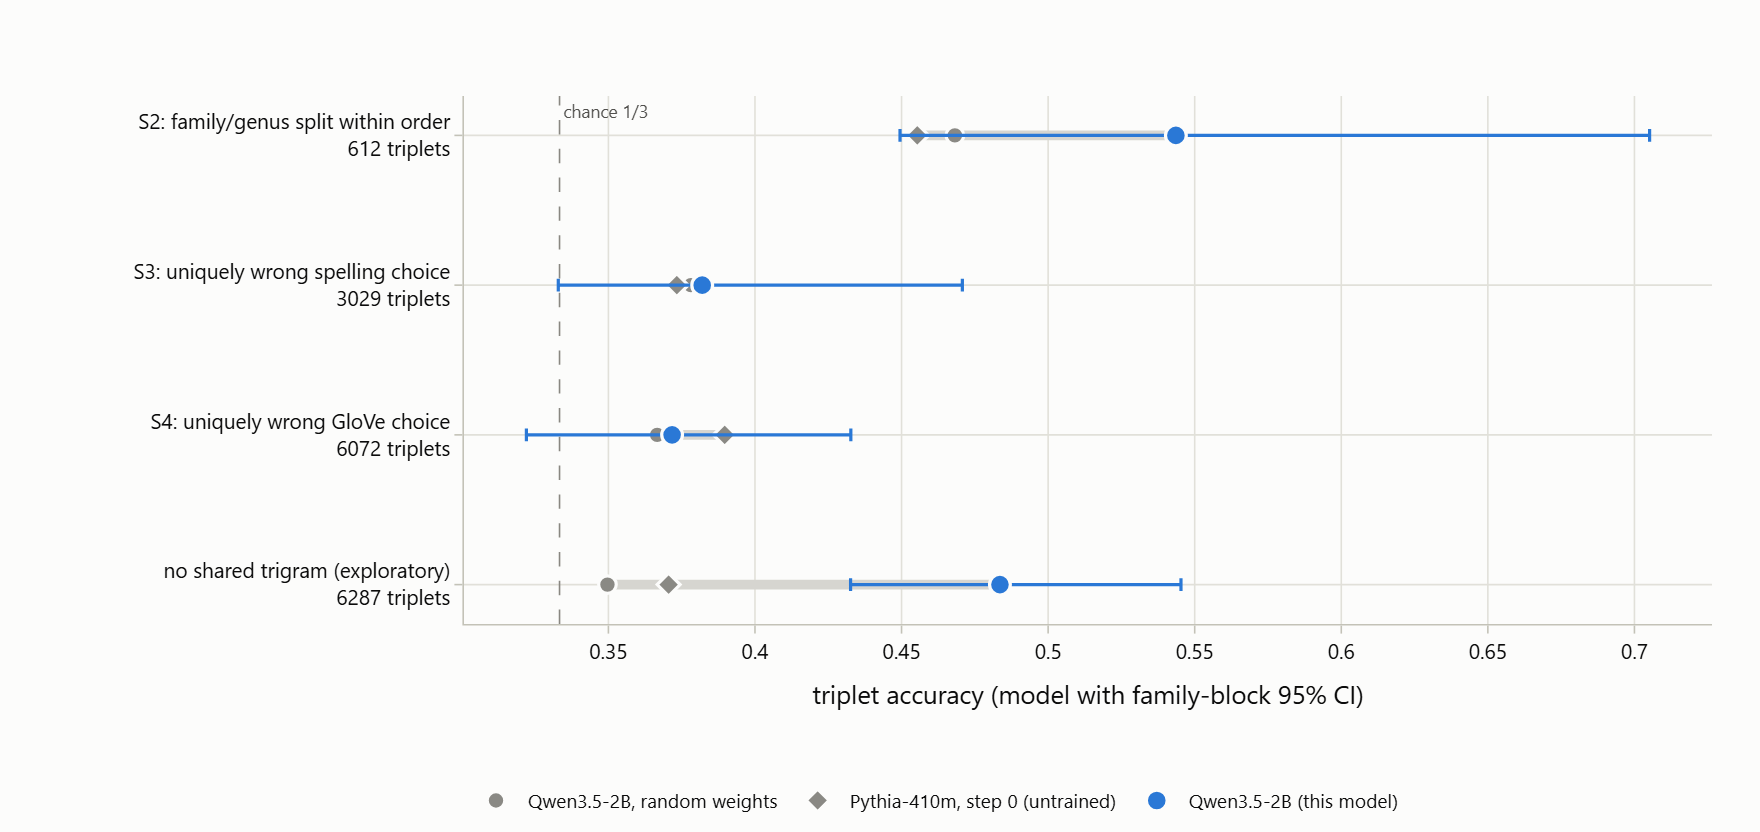 chance 1/3
S2: family/genus split within order
612 triplets
S3: uniquely wrong spelling choice
3029 triplets
S4: uniquely wrong GloVe choice
6072 triplets
no shared trigram (exploratory)
6287 triplets
0.35 0.4 0.45 0.5 0.55 0.6 0.65 0.7
triplet accuracy (model with family-block 95% CI)
Qwen3.5-2B, random weights Pythia-410m, step 0 (untrained) Qwen3.5-2B (this model)